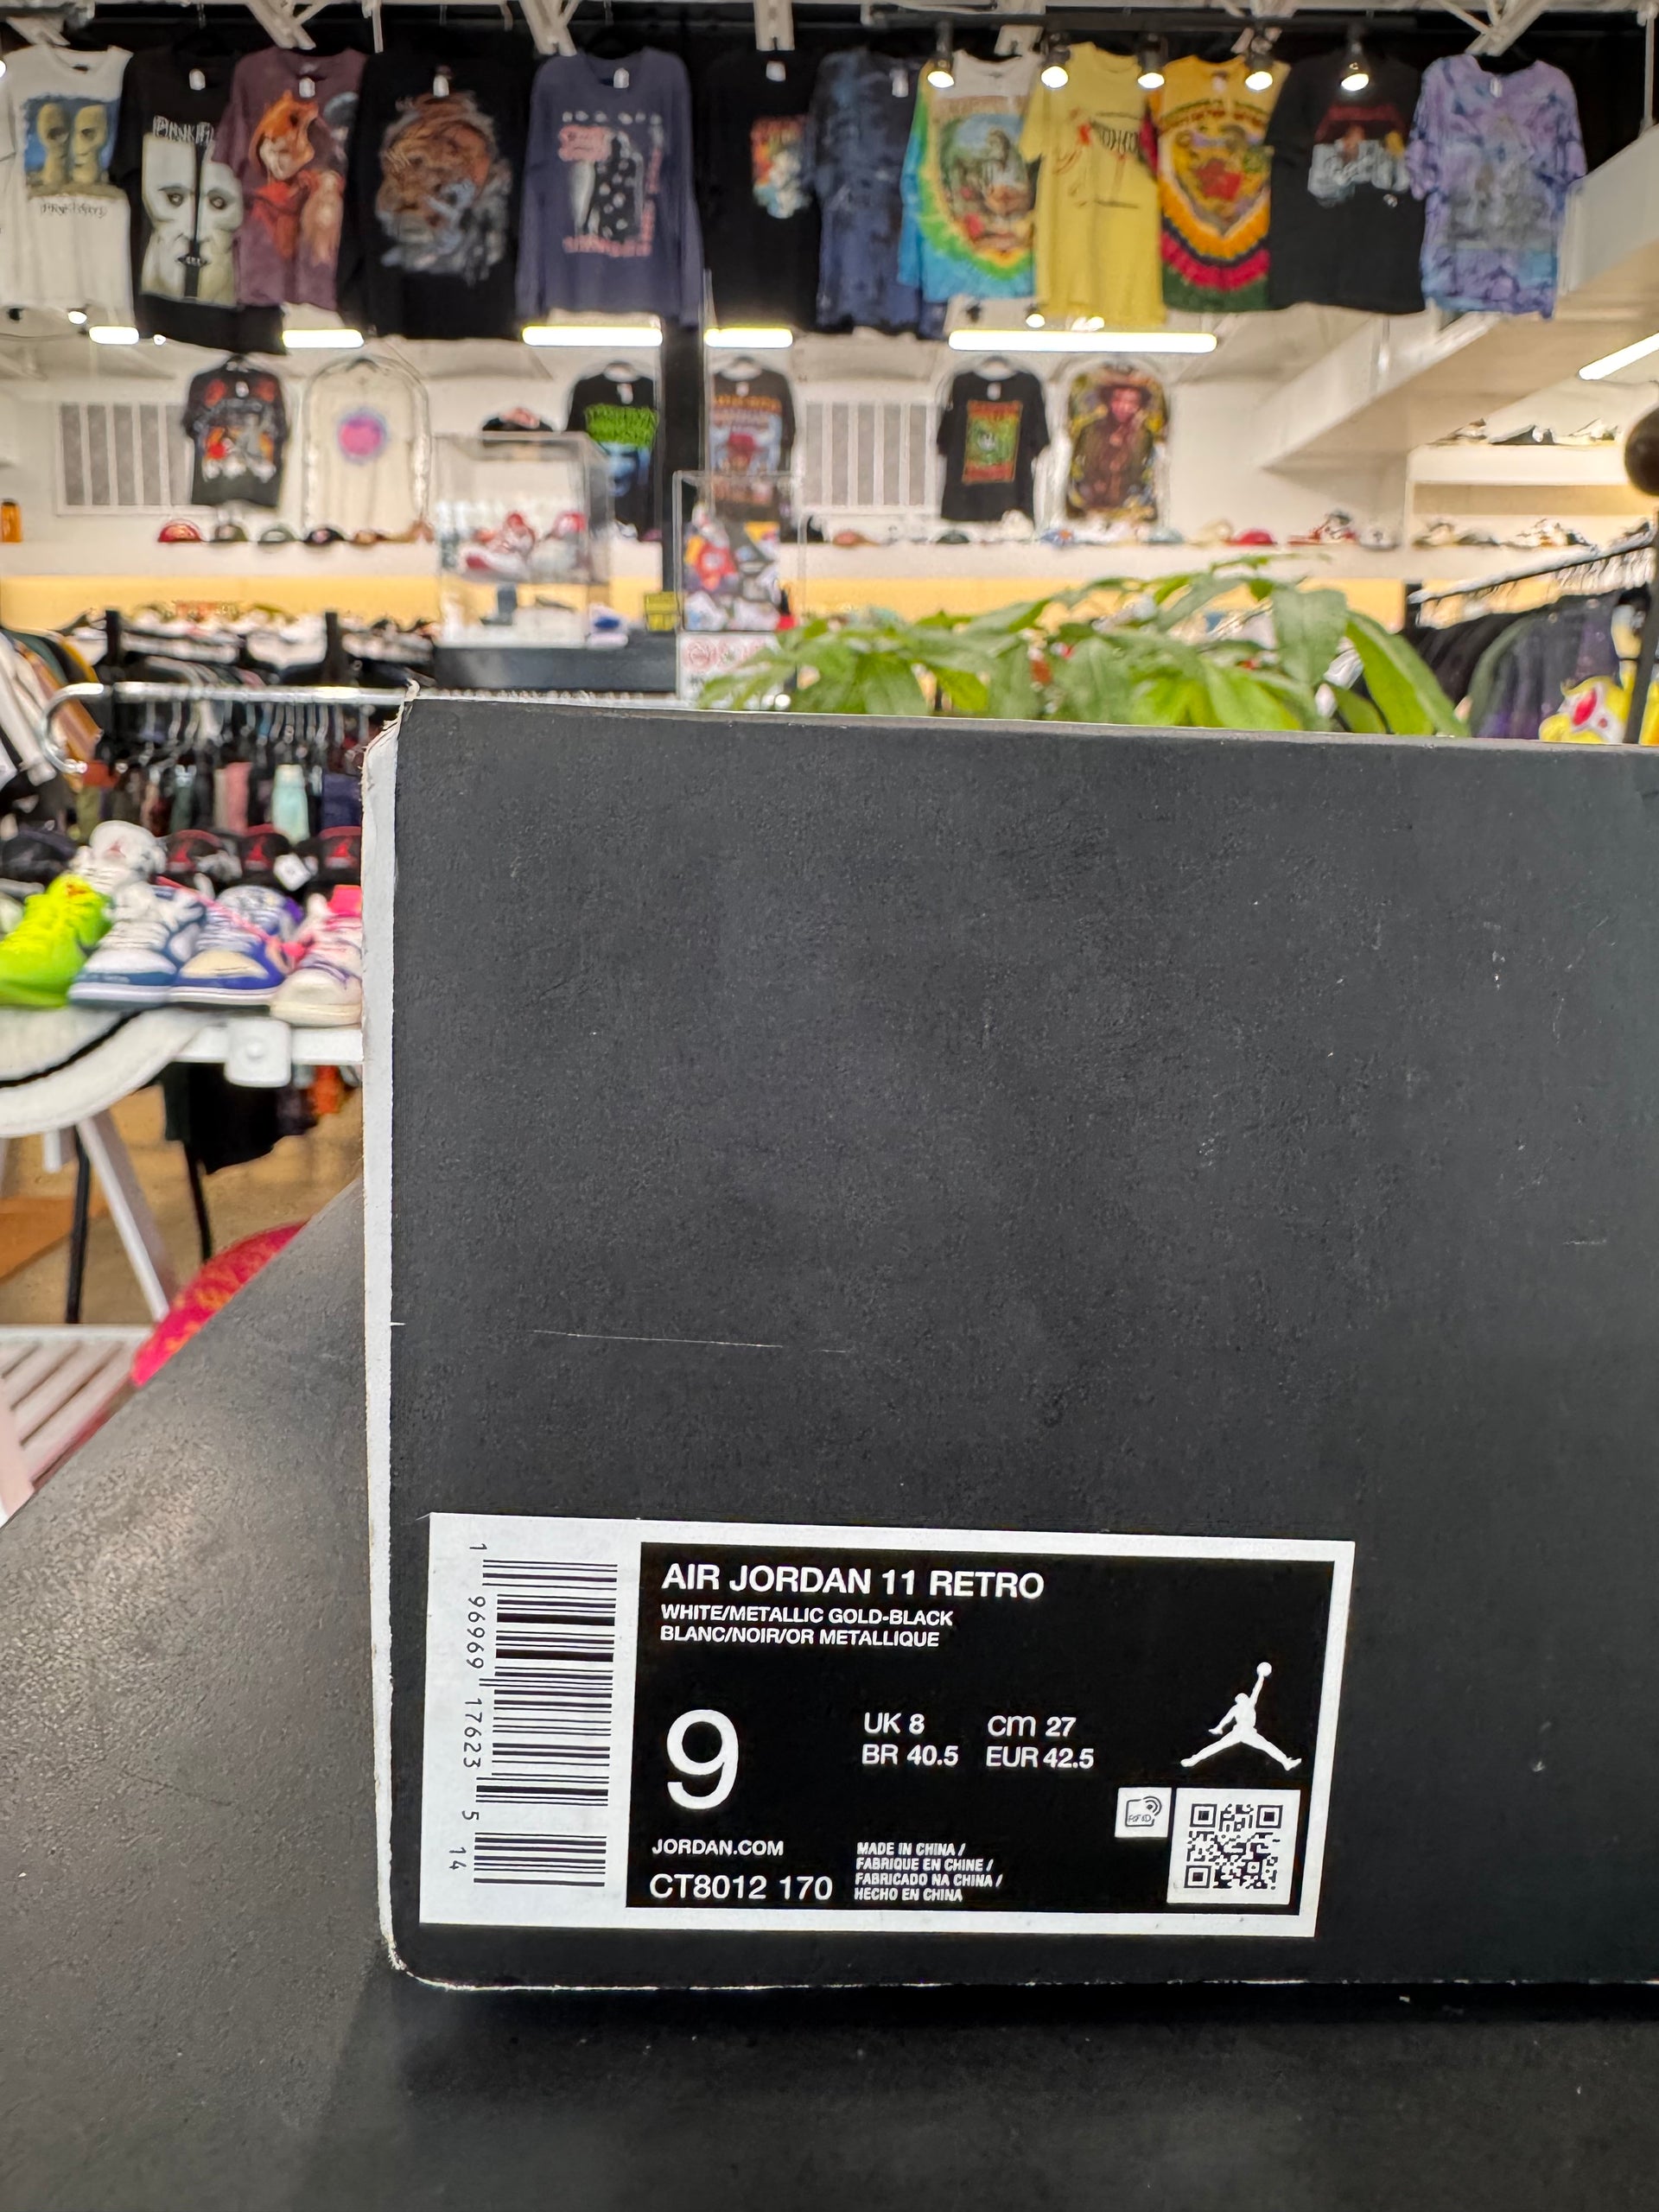 AIR JORDAN 11 RETRO
WHITE/METALLIC GOLD-BLACK
BLANC/NOIR/OR METALLIQUE
9
UK 8
cm 27
BR 40.5
EUR 42.5
RFID
JORDAN.COM
CT8012 170
MADE IN CHINA /
FABRIQUE EN CHINE /
FABRICADO NA CHINA /
HECHO EN CHINA
1 96969 17623 5 14